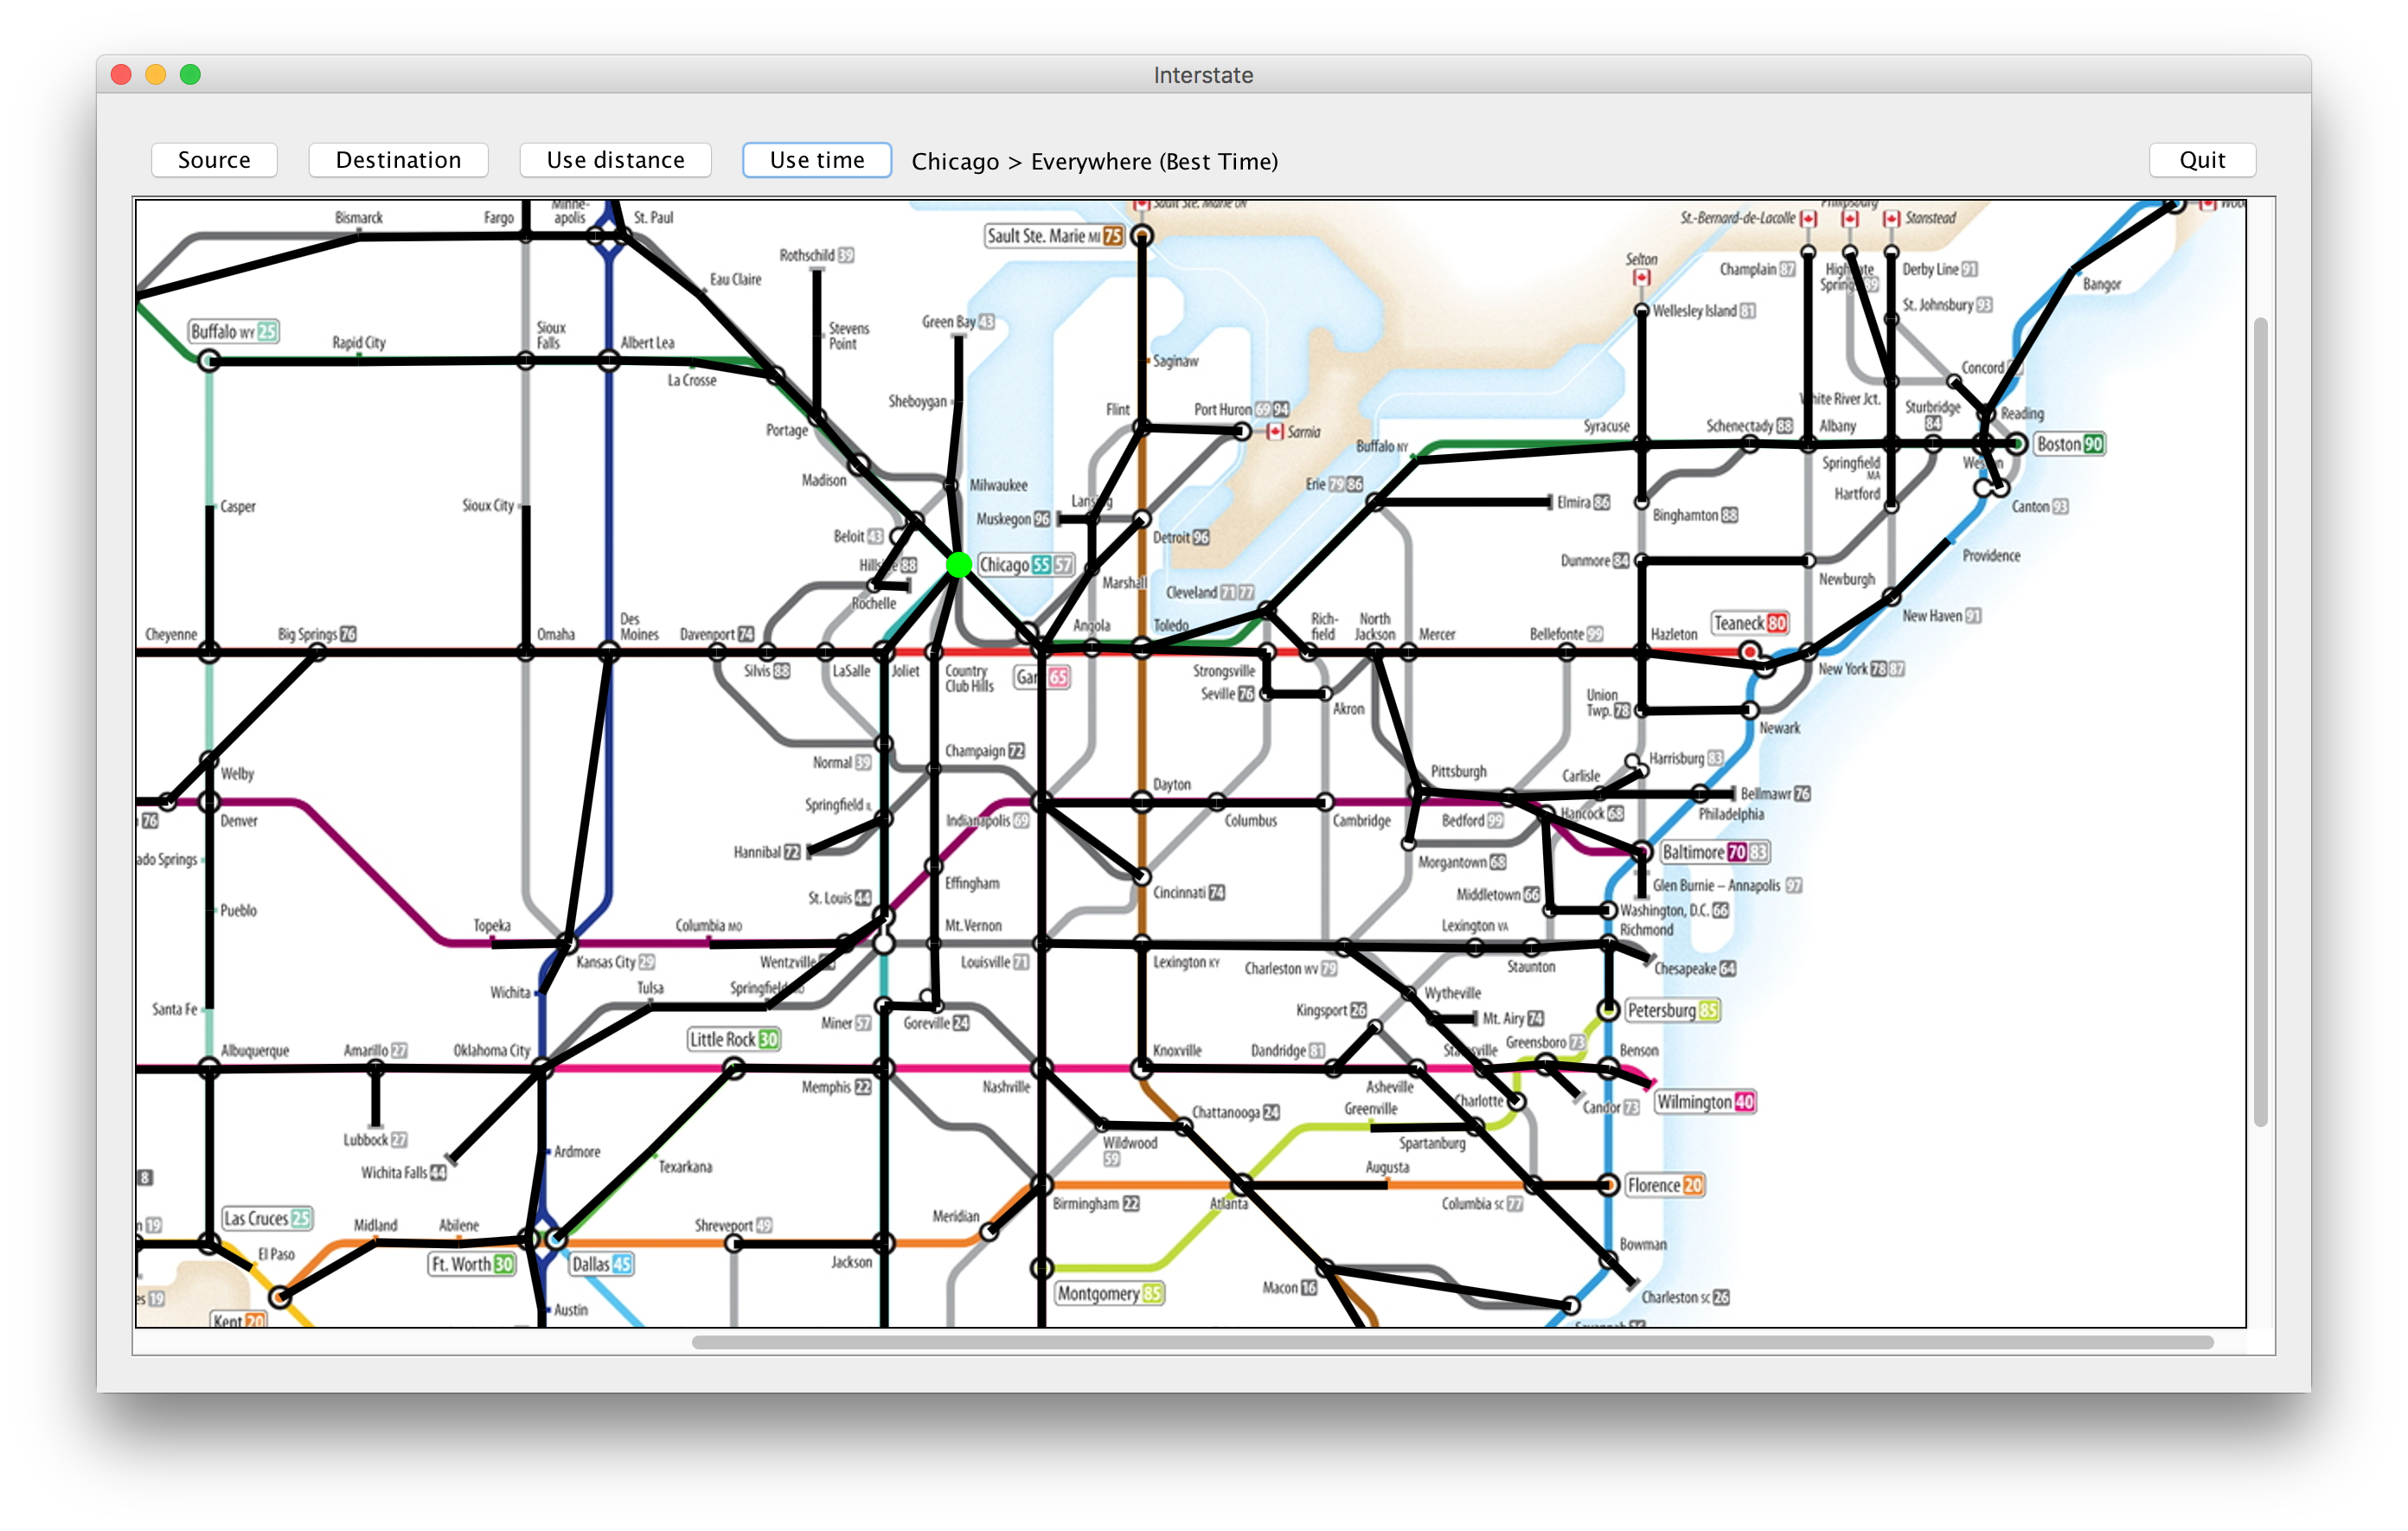 Interstate
Source
Destination
Use distance
Use time
Chicago > Everywhere (Best Time)
Quit
Bismarck
Fargo
Minne-
apolis
St. Paul
Sault Ste. Marie MI 75
Sault Ste. Marie ON
St.-Bernard-de-Lacolle
Philipsburg
Stanstead
Rothschild 39
Eau Claire
Selton
Champlain 87
Highgate
Springs 89
Derby Line 91
Bangor
Buffalo WY 25
Rapid City
Sioux
Falls
Albert Lea
Stevens
Point
Green Bay 43
Wellesley Island 81
St. Johnsbury 93
La Crosse
Saginaw
Concord
Sheboygan
Flint
Port Huron 69 94
Sarnia
White River Jct.
Sturbridge
84
Reading
Portage
Buffalo NY
Syracuse
Schenectady 88
Albany
Boston 90
Madison
Milwaukee
Erie 79 86
Springfield
MA
Weston
Casper
Sioux City
Muskegon 96
Lansing
Elmira 86
Binghamton 88
Hartford
Canton 93
Beloit 43
Detroit 96
Chicago 55 57
Hillside 88
Marshall
Dunmore 84
Newburgh
Providence
Rochelle
Cleveland 71 77
New Haven 91
Cheyenne
Big Springs 76
Omaha
Des
Moines
Davenport 74
Angola
Toledo
Rich-
field
North
Jackson
Mercer
Bellefonte 99
Hazleton
Teaneck 80
Silvis 88
LaSalle
Joliet
Country
Club Hills
Gary 65
Strongsville
Seville 76
Akron
Union
Twp. 78
New York 78 87
Newark
Welby
Normal 39
Champaign 72
Dayton
Pittsburgh
Carlisle
Harrisburg 83
Bellmawr 76
76
Denver
Springfield IL
Indianapolis 69
Columbus
Cambridge
Bedford 99
Hancock 68
Philadelphia
ado Springs
Hannibal 72
Morgantown 68
Baltimore 70 83
Effingham
Cincinnati 74
Middletown 66
Glen Burnie – Annapolis 97
Pueblo
Topeka
Columbia MO
St. Louis 44
Mt. Vernon
Lexington VA
Washington, D.C. 66
Richmond
Kansas City 29
Wentzville
Louisville 71
Lexington KY
Charleston WV 79
Staunton
Chesapeake 64
Wichita
Tulsa
Springfield
Wytheville
Santa Fe
Little Rock 30
Miner 57
Goreville 24
Kingsport 26
Mt. Airy 74
Petersburg 85
Albuquerque
Amarillo 27
Oklahoma City
Knoxville
Dandridge 81
Statesville
Greensboro 73
Benson
Memphis 22
Nashville
Asheville
Charlotte
Candor 73
Wilmington 40
Lubbock 27
Chattanooga 24
Greenville
Wichita Falls 44
Ardmore
Texarkana
Wildwood
59
Spartanburg
8
Augusta
Las Cruces 25
Birmingham 22
Atlanta
Columbia SC 77
Florence 20
19
Midland
Abilene
Shreveport 49
Meridian
El Paso
Ft. Worth 30
Dallas 45
Jackson
Bowman
es 19
Montgomery 85
Macon 16
Charleston SC 26
Kent 20
Austin